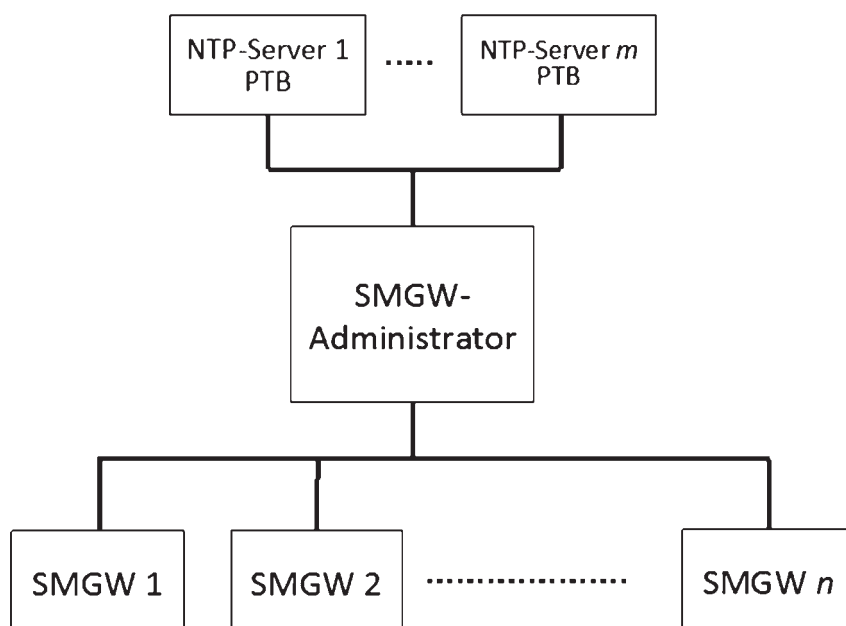 NTP-Server 1
PTB
.....
NTP-Server m
PTB
SMGW-
Administrator
SMGW 1
SMGW 2
SMGW n